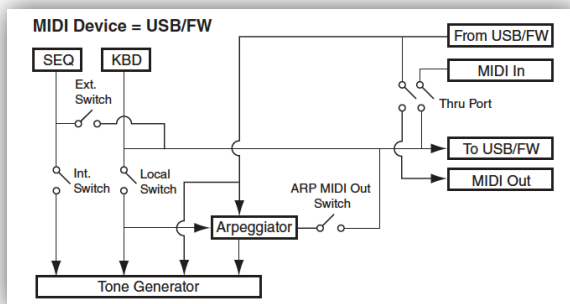 MIDI Device = USB/FW
SEQ
KBD
From USB/FW
MIDI In
Ext.
Switch
Thru Port
To USB/FW
MIDI Out
Int.
Switch
Local
Switch
ARP MIDI Out
Switch
Arpeggiator
Tone Generator